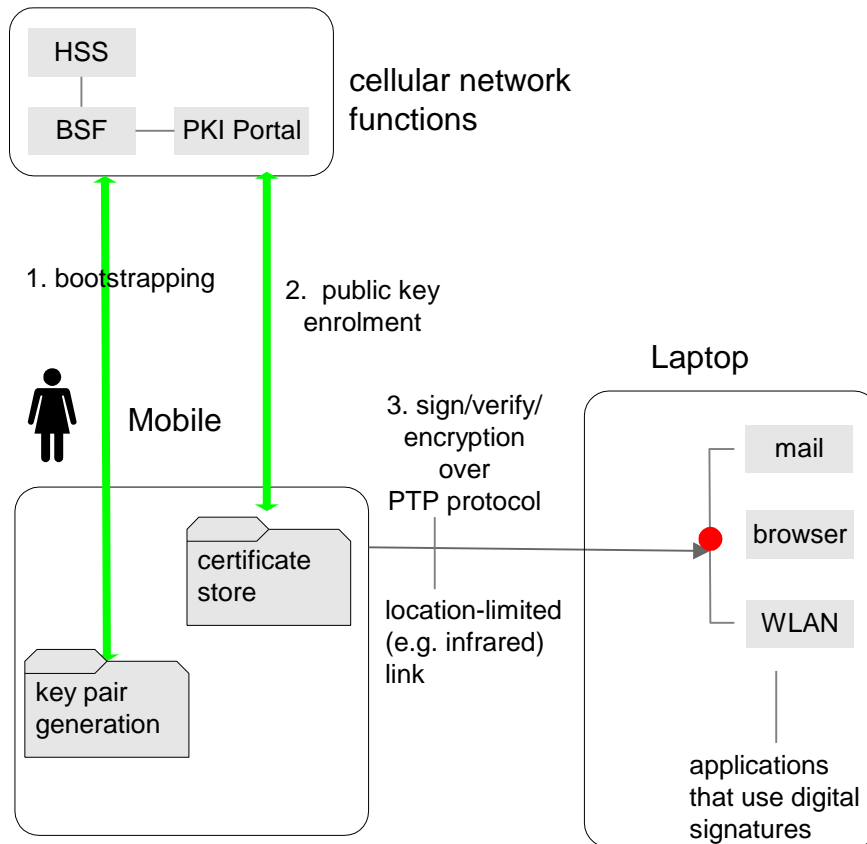 HSS
BSF
PKI Portal
cellular network
functions
1. bootstrapping
2. public key
enrolment
Mobile
Laptop
3. sign/verify/
encryption
over
PTP protocol
mail
browser
WLAN
certificate
store
location-limited
(e.g. infrared)
link
key pair
generation
applications
that use digital
signatures